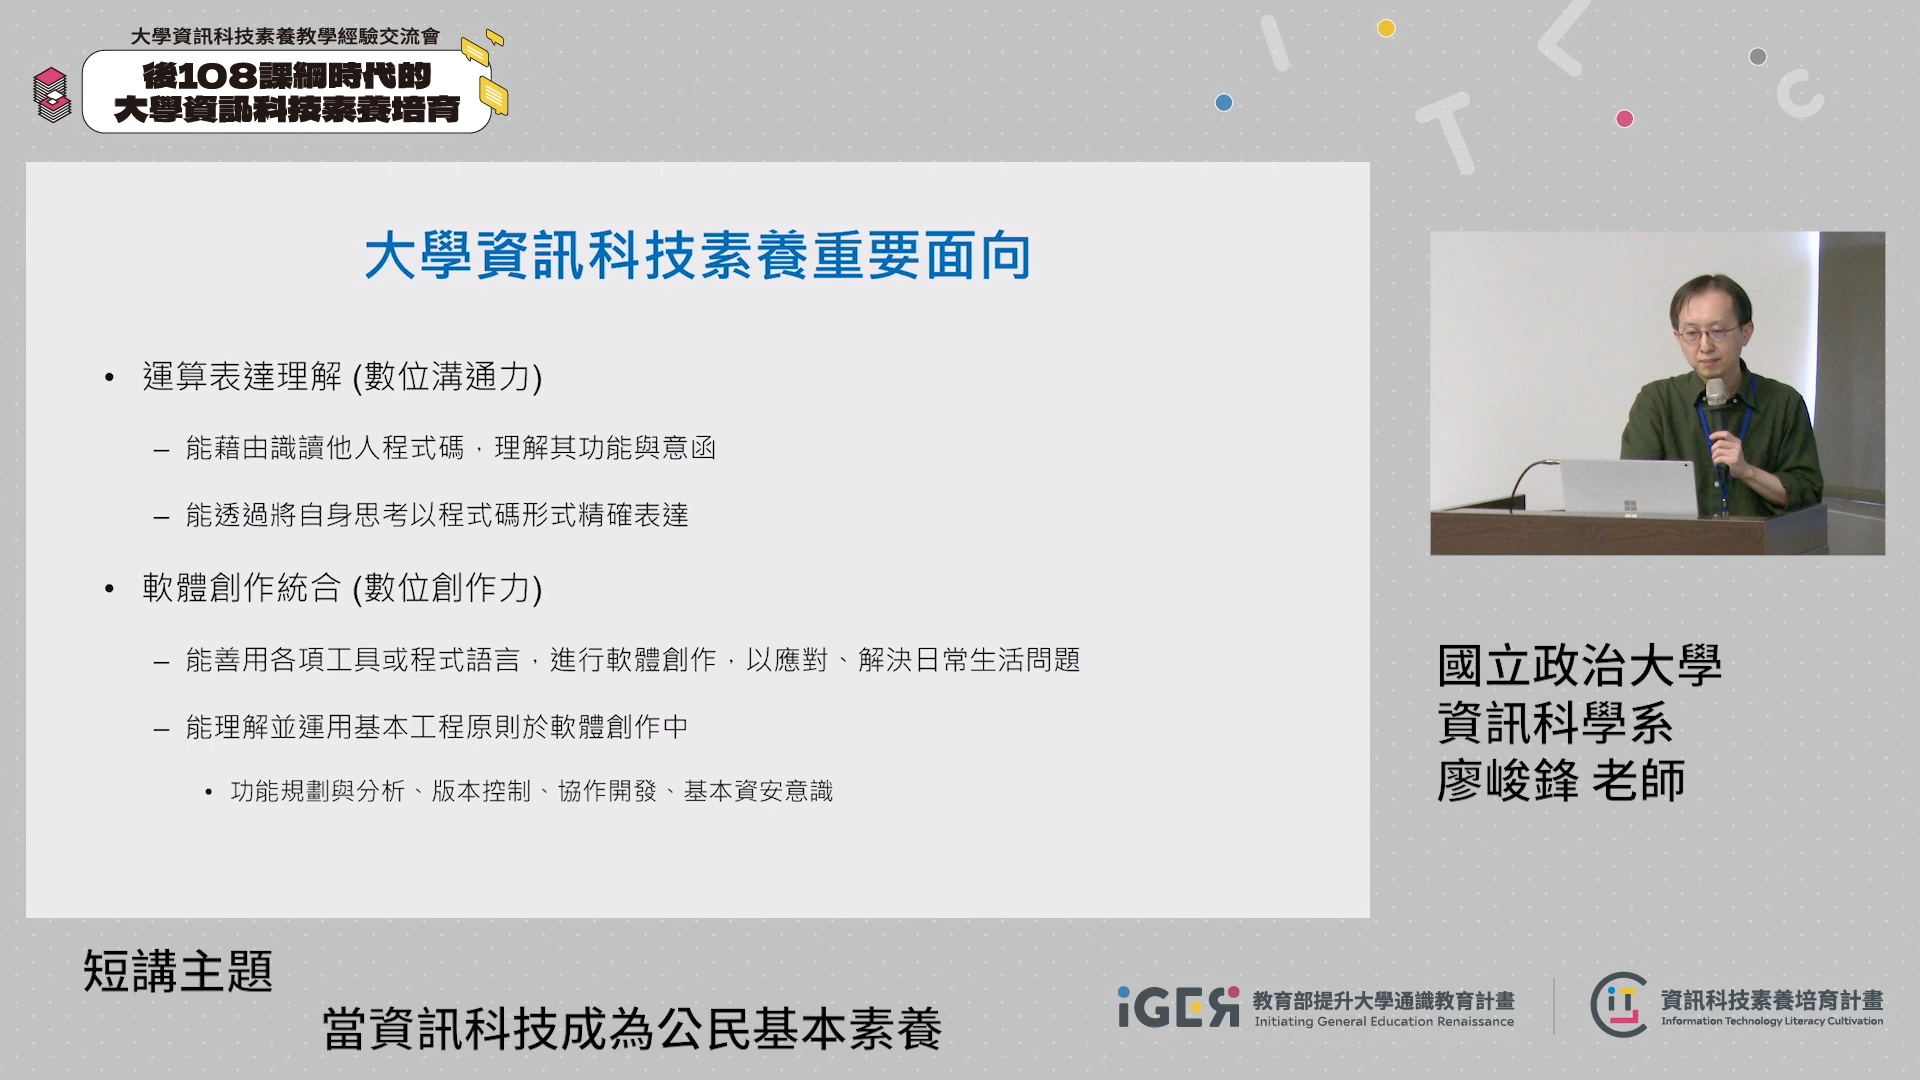 大學資訊科技素養教學經驗交流會
後108課綱時代的
大學資訊科技素養培育
大學資訊科技素養重要面向
• 運算表達理解 (數位溝通力)
– 能藉由識讀他人程式碼，理解其功能與意函
– 能透過將自身思考以程式碼形式精確表達
• 軟體創作統合 (數位創作力)
– 能善用各項工具或程式語言，進行軟體創作，以應對、解決日常生活問題
– 能理解並運用基本工程原則於軟體創作中
• 功能規劃與分析、版本控制、協作開發、基本資安意識
國立政治大學
資訊科學系
廖峻鋒 老師
短講主題
當資訊科技成為公民基本素養
iGER 教育部提升大學通識教育計畫
Initiating General Education Renaissance
iT 資訊科技素養培育計畫
Information Technology Literacy Cultivation
I T L C